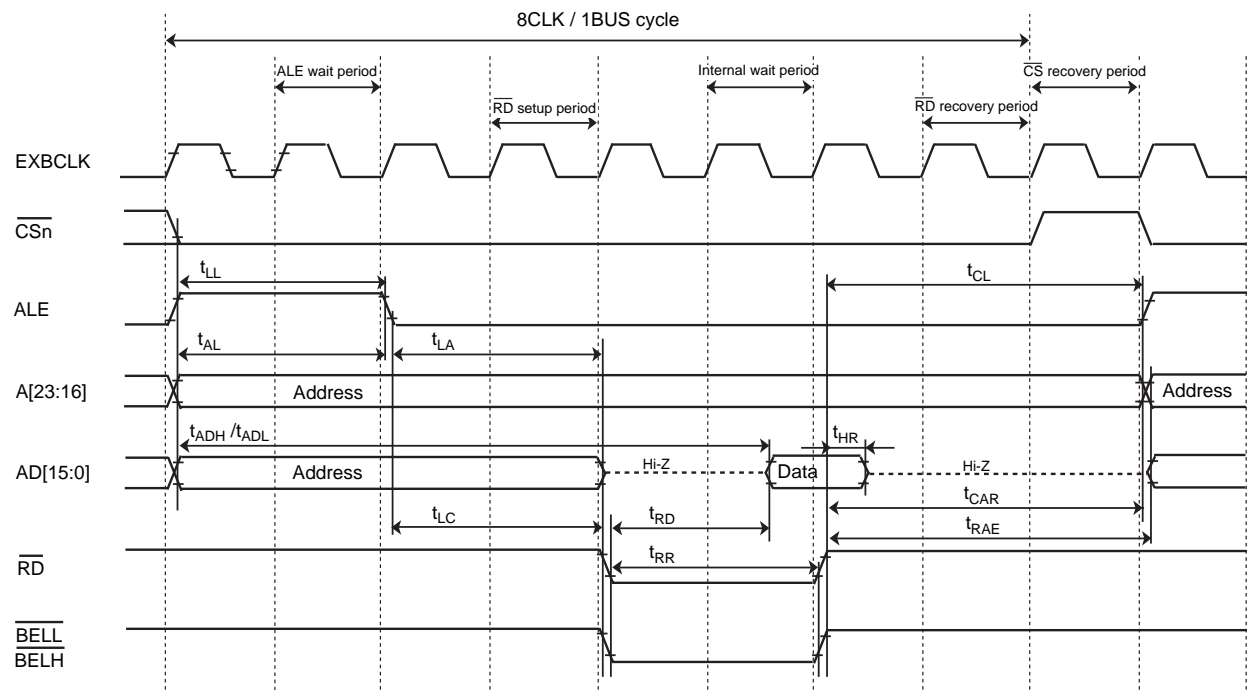 8CLK / 1BUS cycle
ALE wait period
Internal wait period
CS recovery period
RD setup period
RD recovery period
EXBCLK
CSn
tLL
tCL
ALE
tAL
tLA
A[23:16]
Address
Address
tADH /tADL
tHR
AD[15:0]
Address
Hi-Z
Data
Hi-Z
tLC
tRD
tCAR
tRAE
tRR
RD
BELL
BELH